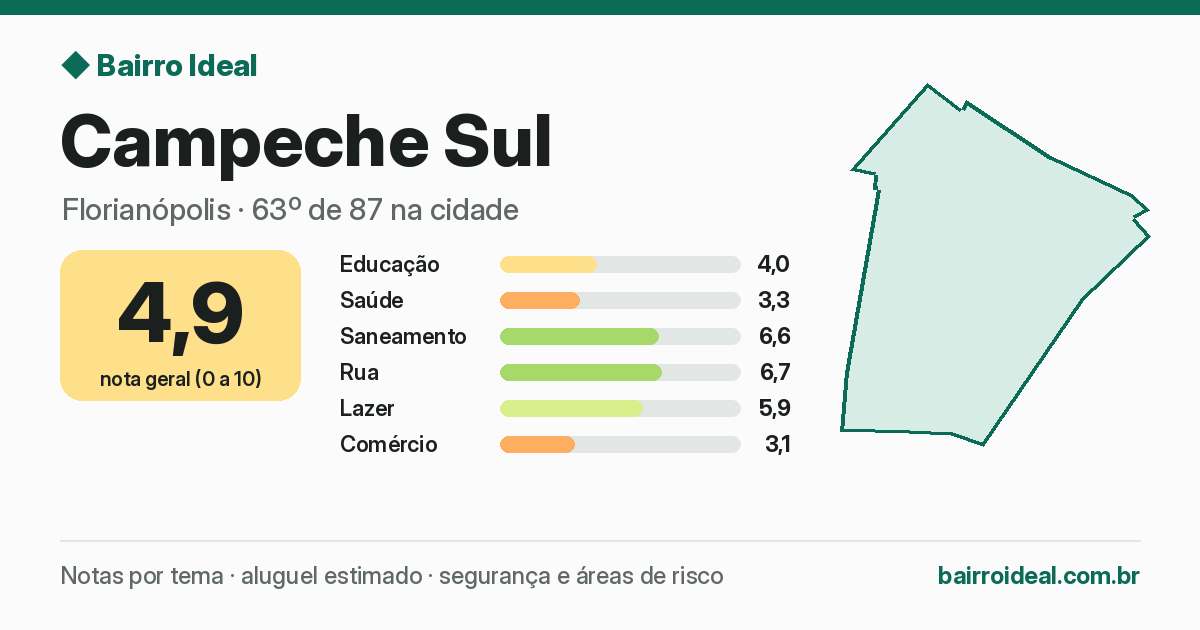 Bairro Ideal
Campeche Sul
Florianópolis · 63º de 87 na cidade
4,9
nota geral (0 a 10)
Educação 4,0
Saúde 3,3
Saneamento 6,6
Rua 6,7
Lazer 5,9
Comércio 3,1
Notas por tema · aluguel estimado · segurança e áreas de risco
bairroideal.com.br